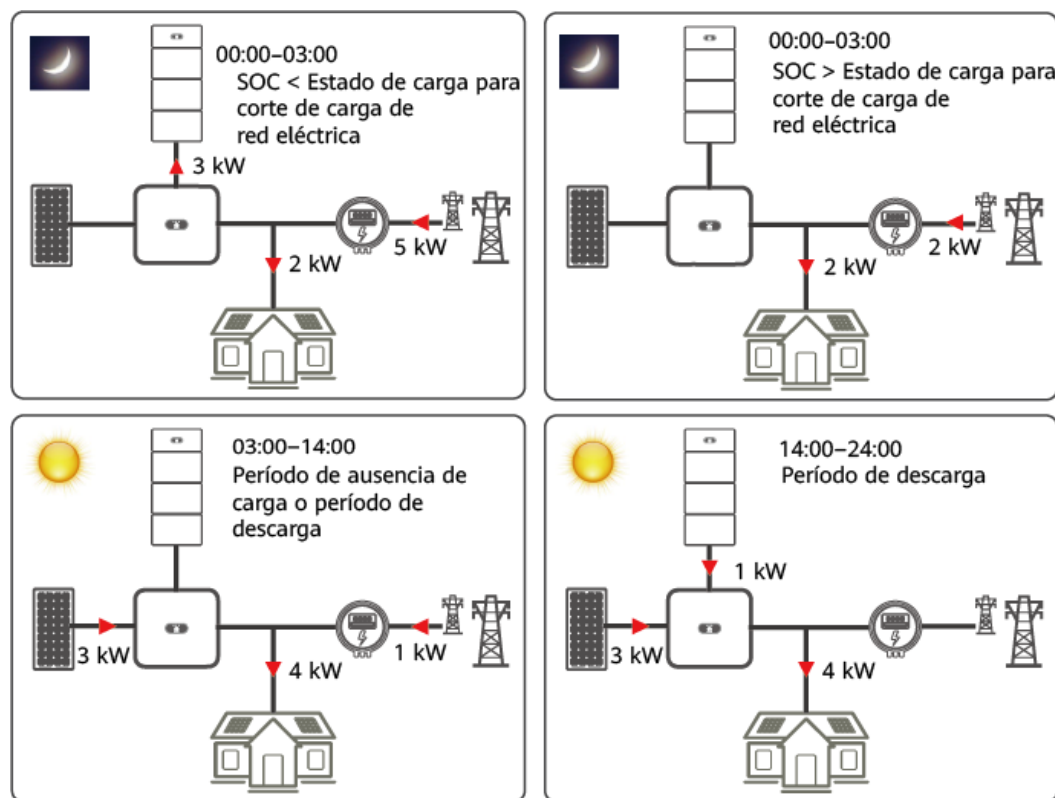 00:00–03:00
SOC < Estado de carga para
corte de carga de
red eléctrica
3 kW
2 kW
5 kW
00:00–03:00
SOC > Estado de carga para
corte de carga de
red eléctrica
2 kW
2 kW
03:00–14:00
Período de ausencia de
carga o período de
descarga
3 kW
4 kW
1 kW
14:00–24:00
Período de descarga
1 kW
3 kW
4 kW